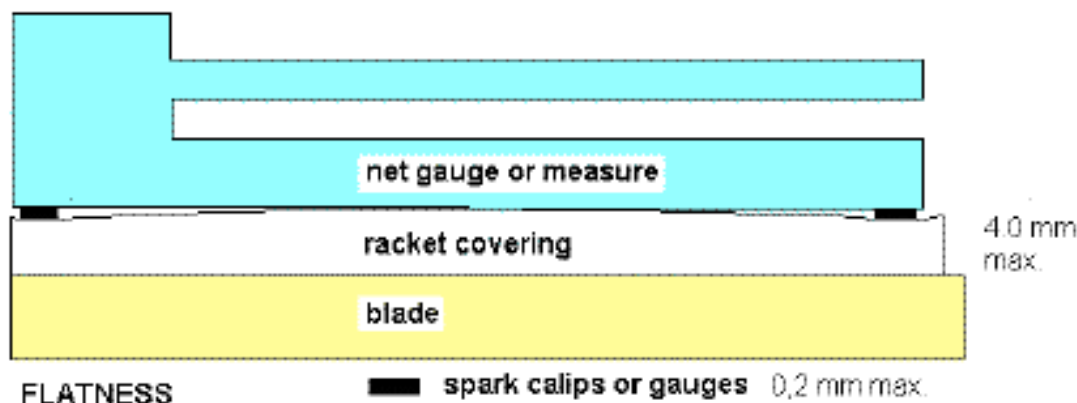 net gauge or measure
racket covering
4.0 mm
max.
blade
FLATNESS
spark calips or gauges 0,2 mm max.